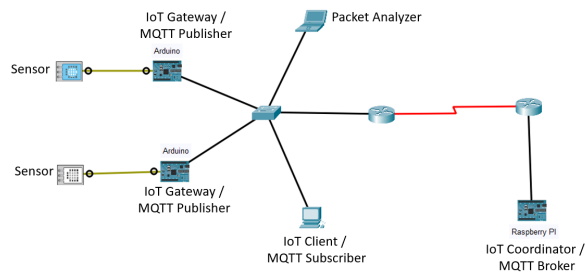 IoT Gateway /
MQTT Publisher
Packet Analyzer
Arduino
Sensor
Arduino
Sensor
IoT Gateway /
MQTT Publisher
IoT Client /
MQTT Subscriber
Raspberry PI
IoT Coordinator /
MQTT Broker